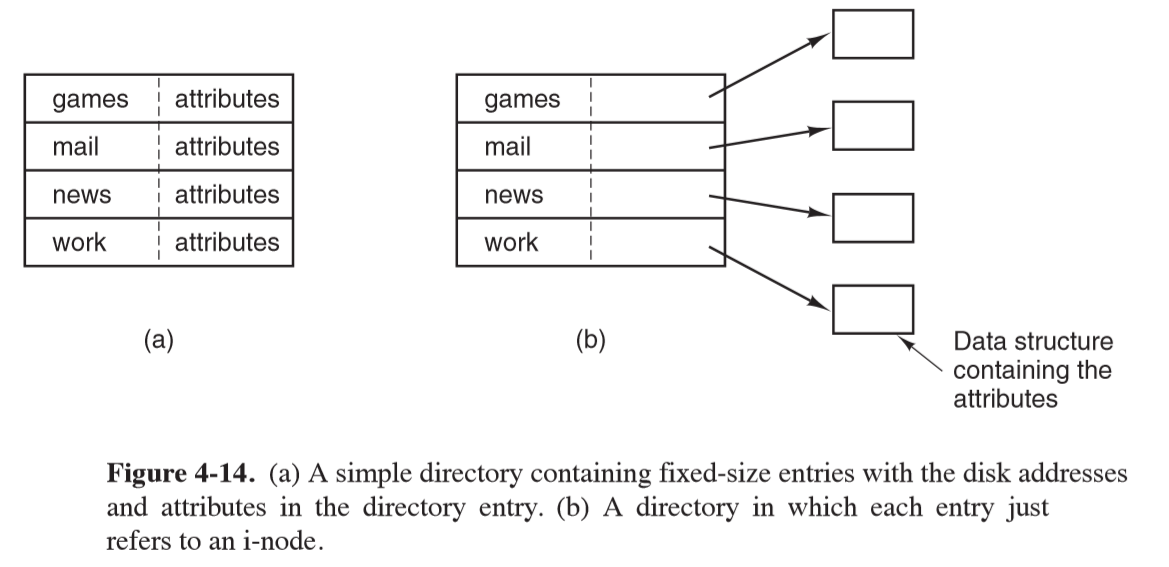 games attributes
mail attributes
news attributes
work attributes
(a)
games
mail
news
work
(b)
Data structure
containing the
attributes
Figure 4-14. (a) A simple directory containing fixed-size entries with the disk addresses
and attributes in the directory entry. (b) A directory in which each entry just
refers to an i-node.